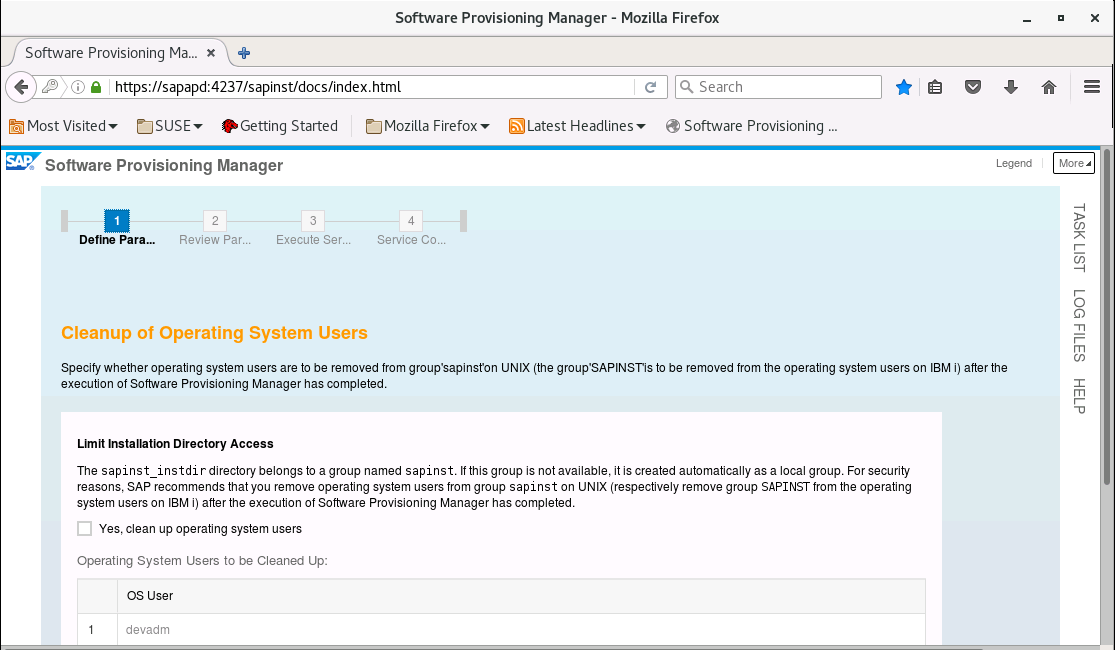 Software Provisioning Manager - Mozilla Firefox
Software Provisioning Ma...
https://sapapd:4237/sapinst/docs/index.html
Search
Most Visited
SUSE
Getting Started
Mozilla Firefox
Latest Headlines
Software Provisioning ...
SAP
Software Provisioning Manager
Legend
More
1
2
3
4
Define Para...
Review Par...
Execute Ser...
Service Co...
TASK LIST
LOG FILES
HELP
Cleanup of Operating System Users
Specify whether operating system users are to be removed from group'sapinst'on UNIX (the group'SAPINST'is to be removed from the operating system users on IBM i) after the
execution of Software Provisioning Manager has completed.
Limit Installation Directory Access
The sapinst_instdir directory belongs to a group named sapinst. If this group is not available, it is created automatically as a local group. For security
reasons, SAP recommends that you remove operating system users from group sapinst on UNIX (respectively remove group SAPINST from the operating
system users on IBM i) after the execution of Software Provisioning Manager has completed.
Yes, clean up operating system users
Operating System Users to be Cleaned Up:
OS User
1
devadm